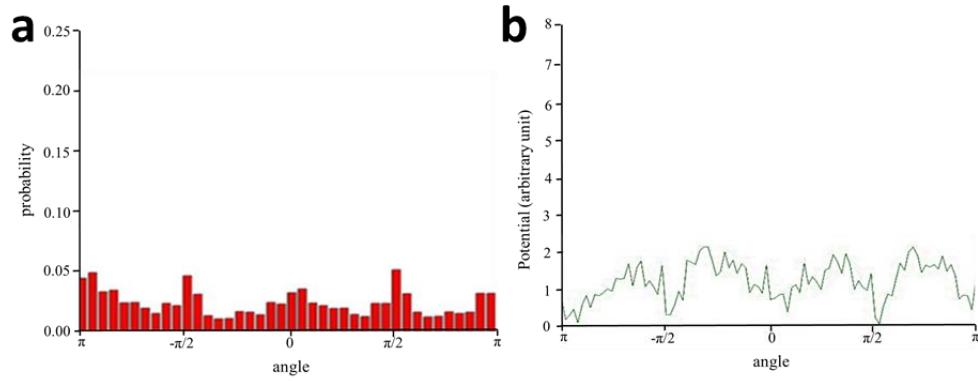 a
0.25
0.20
0.15
0.10
0.05
0.00
probability
π
-π/2
0
π/2
π
angle
b
8
7
6
5
4
3
2
1
0
Potential (arbitrary unit)
π
-π/2
0
π/2
π
angle